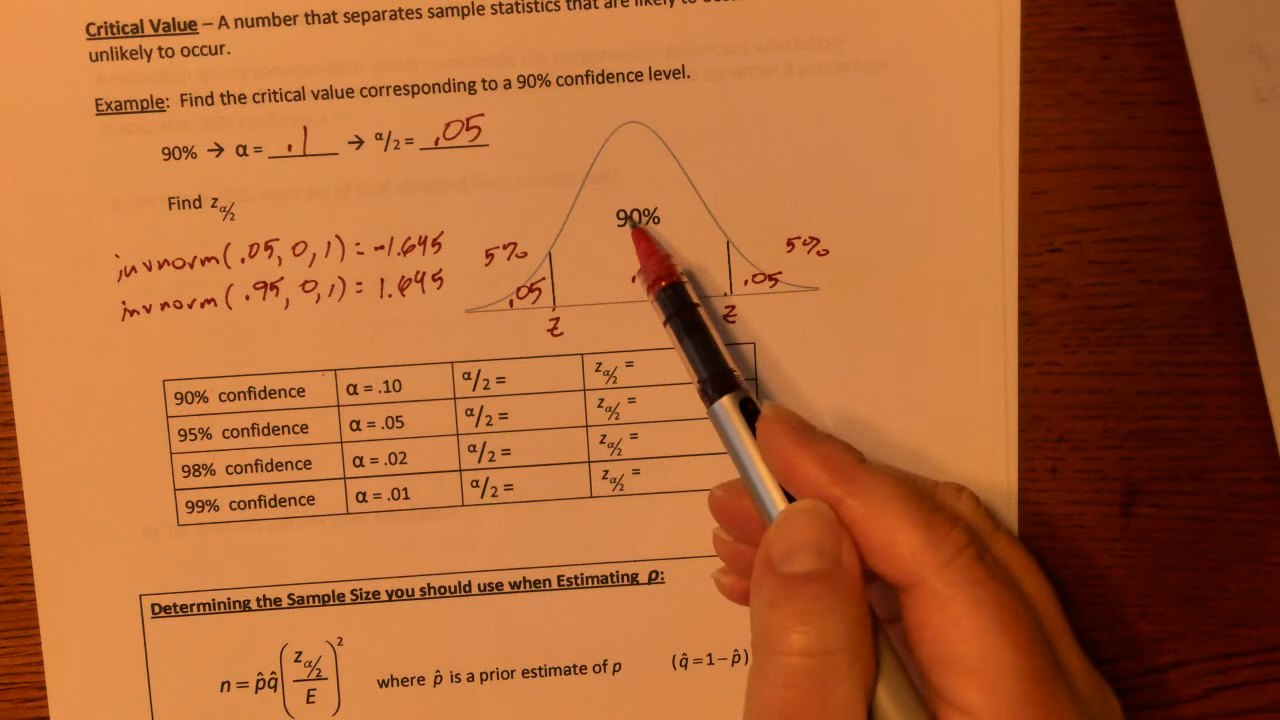 Critical Value – A number that separates sample statistics that are likely to
unlikely to occur.
Example: Find the critical value corresponding to a 90% confidence level.
90% → α = .1 → α/2 = .05
Find zα/2
invnorm(.05, 0, 1) = -1.645
invnorm(.95, 0, 1) = 1.645
5% 90% 5%
.05 .05
z z
90% confidence α = .10 α/2 = zα/2 =
95% confidence α = .05 α/2 = zα/2 =
98% confidence α = .02 α/2 = zα/2 =
99% confidence α = .01 α/2 = zα/2 =
Determining the Sample Size you should use when Estimating ρ:
n = p̂q̂(zα/2 / E)² where p̂ is a prior estimate of p (q̂ = 1 – p̂)